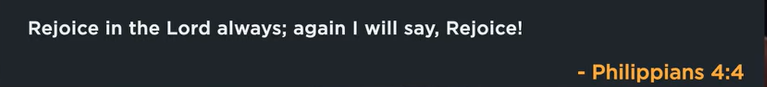 Rejoice in the Lord always; again I will say, Rejoice!
- Philippians 4:4